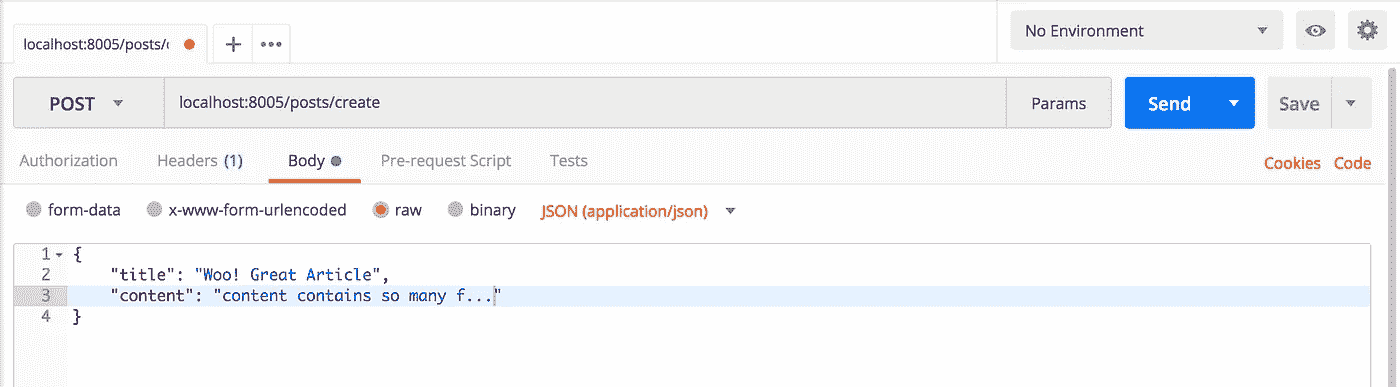 localhost:8005/posts/c
No Environment
POST
localhost:8005/posts/create
Params
Send
Save
Authorization
Headers (1)
Body
Pre-request Script
Tests
Cookies
Code
form-data
x-www-form-urlencoded
raw
binary
JSON (application/json)
1 {
2 "title": "Woo! Great Article",
3 "content": "content contains so many f..."
4 }